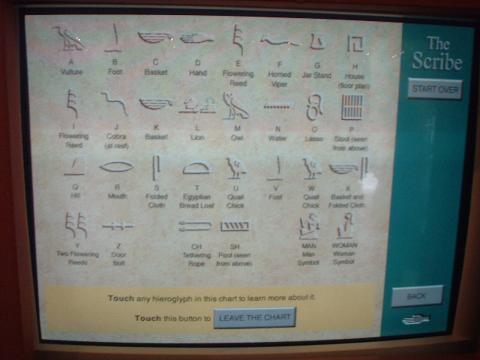 The
Scribe
START OVER
A B C D E F G H
Vulture Foot Basket Hand Flowering Reed Horned Viper Jar Stand House (floor plan)
I J K L M N O P
Flowering Reed Cobra (at rest) Basket Lion Owl Water Lasso Stool (seen from above)
Q R S T U V W X
Hill Mouth Folded Cloth Egyptian Bread Loaf Quail Chick Foot Quail Chick Basket and Folded Cloth
Y Z CH SH MAN WOMAN
Two Flowering Reeds Door Bolt Tethering Rope Pool (seen from above) Man Symbol Woman Symbol
Touch any hieroglyph in this chart to learn more about it.
Touch this button to LEAVE THE CHART
BACK